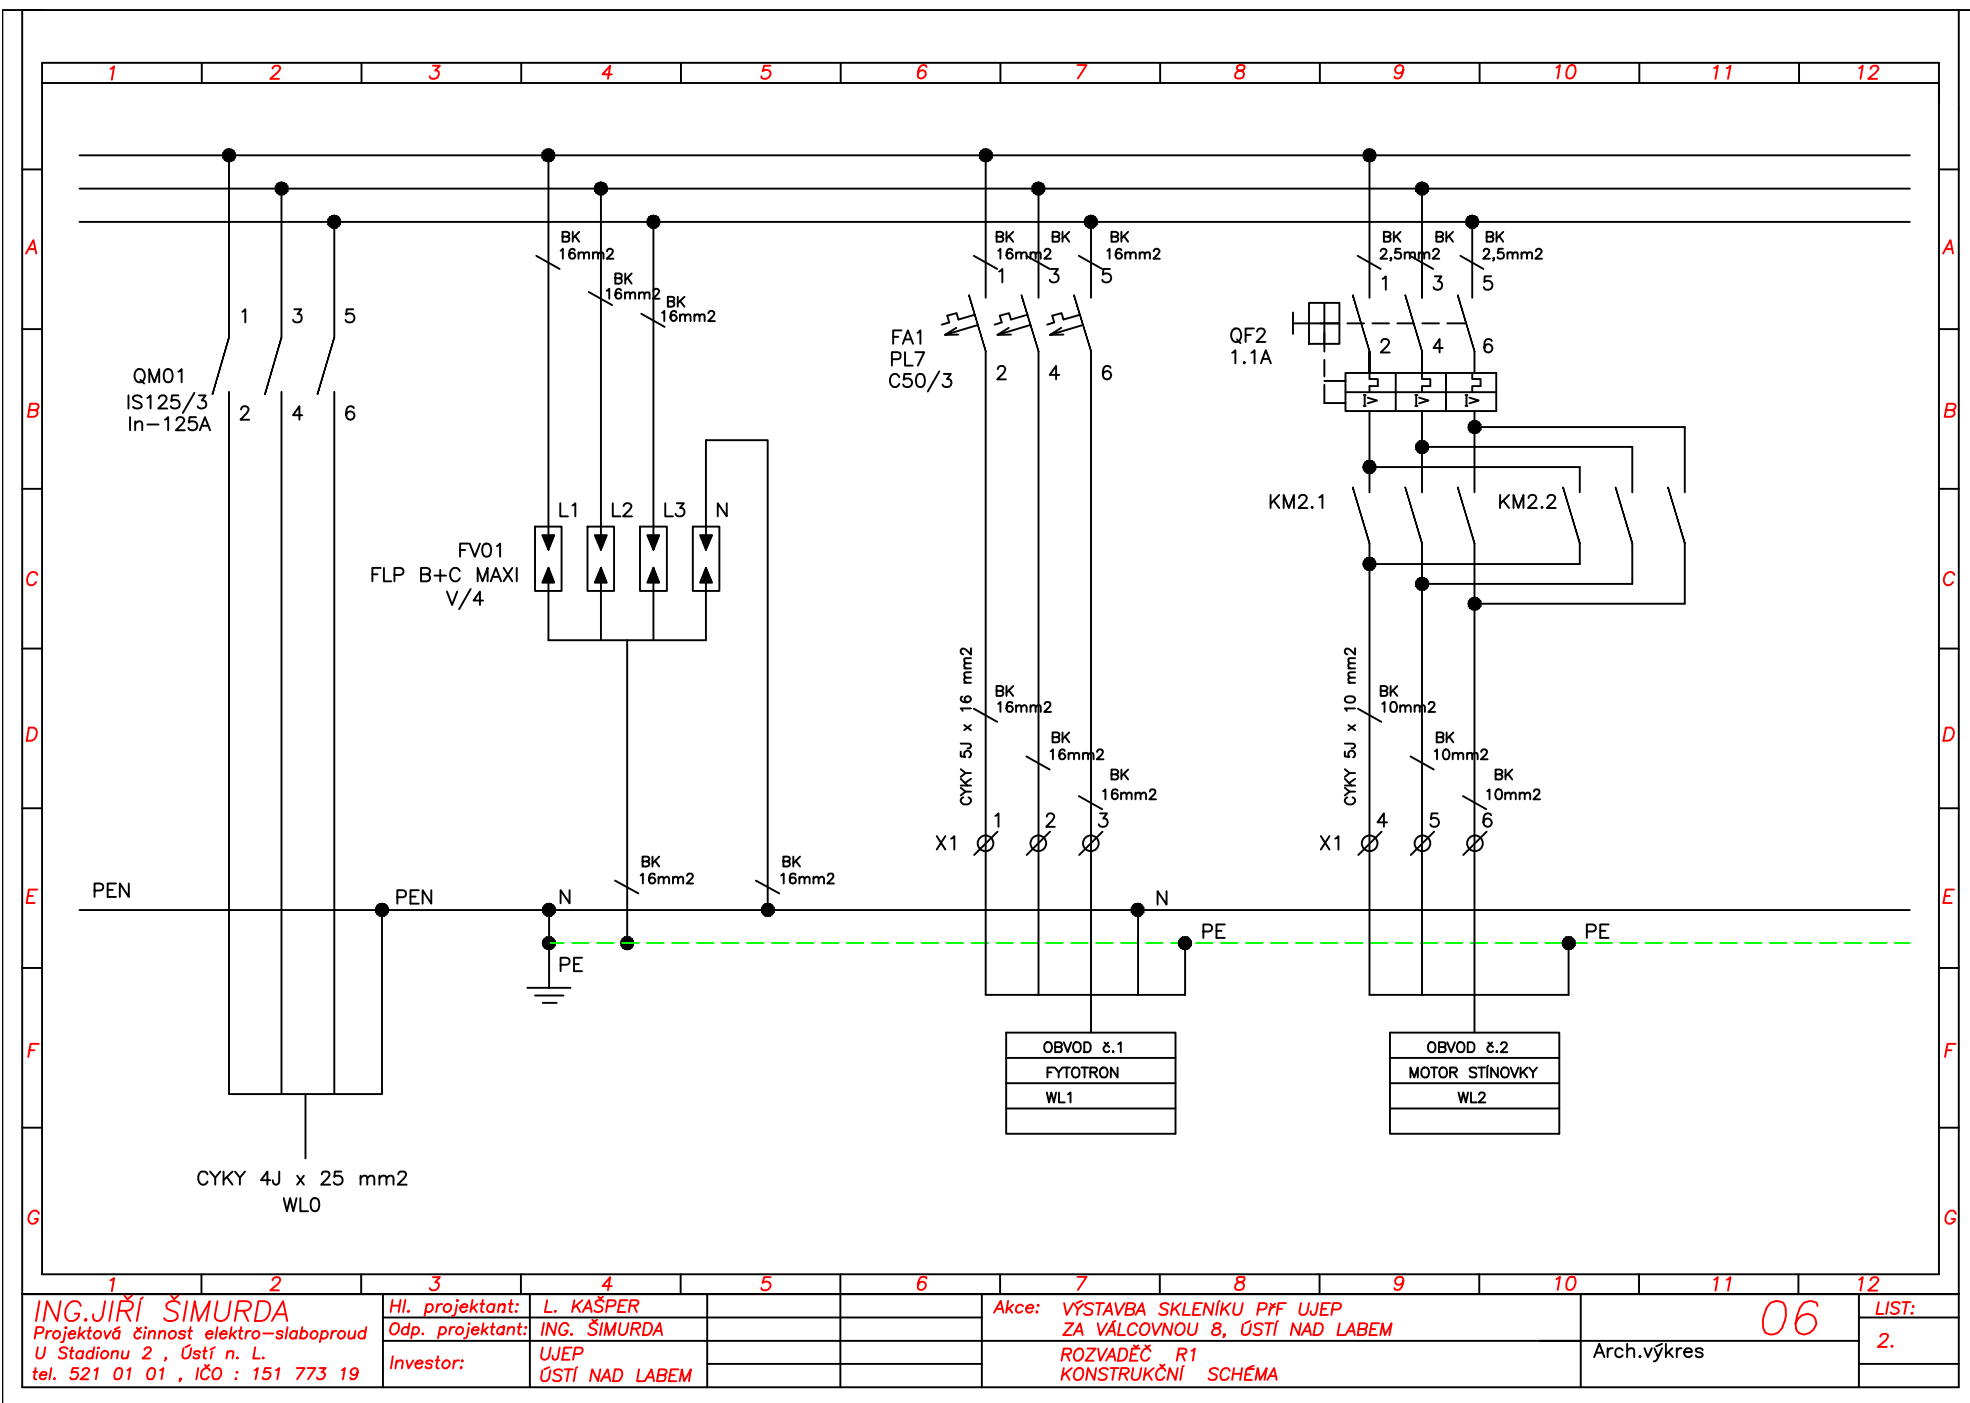 1 2 3 4 5 6 7 8 9 10 11 12
A
B
C
D
E
F
G
A
B
C
D
E
F
G
1 3 5
QM01
IS125/3
In-125A
2 4 6
BK
16mm2
BK
16mm2
BK
16mm2
L1 L2 L3 N
FV01
FLP B+C MAXI
V/4
BK
16mm2
BK
16mm2
PEN
PEN
N
PE
CYKY 4J x 25 mm2
WL0
BK
16mm2
BK
BK
16mm2
1 3 5
FA1
PL7
C50/3
2 4 6
CYKY 5J x 16 mm2
BK
16mm2
BK
16mm2
BK
16mm2
X1 1 2 3
N
PE
OBVOD č.1
FYTOTRON
WL1
BK
2,5mm2
BK
BK
2,5mm2
1 3 5
QF2
1.1A
2 4 6
I> I> I>
KM2.1
KM2.2
CYKY 5J x 10 mm2
BK
10mm2
BK
10mm2
BK
10mm2
X1 4 5 6
PE
OBVOD č.2
MOTOR STÍNOVKY
WL2
1 2 3 4 5 6 7 8 9 10 11 12
ING.JIŘÍ ŠIMURDA
Projektová činnost elektro-slaboproud
U Stadionu 2 , Ústí n. L.
tel. 521 01 01 , IČO : 151 773 19
Hl. projektant: L. KAŠPER
Odp. projektant: ING. ŠIMURDA
Investor: UJEP
ÚSTÍ NAD LABEM
Akce: VÝSTAVBA SKLENÍKU PřF UJEP
ZA VÁLCOVNOU 8, ÚSTÍ NAD LABEM
ROZVADĚČ R1
KONSTRUKČNÍ SCHÉMA
06
Arch.výkres
LIST:
2.